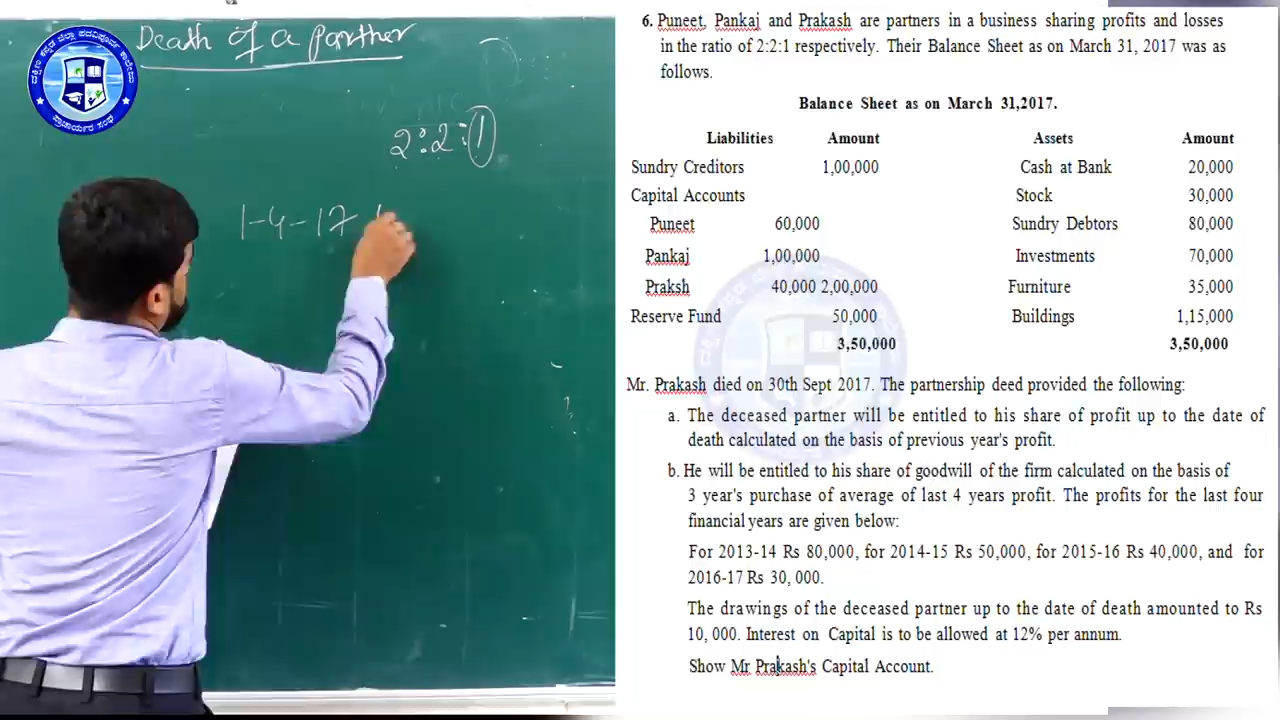 Death of a partner
2:2:1
1-4-17
6. Puneet, Pankaj and Prakash are partners in a business sharing profits and losses
in the ratio of 2:2:1 respectively. Their Balance Sheet as on March 31, 2017 was as
follows.
Balance Sheet as on March 31,2017.
Liabilities Amount Assets Amount
Sundry Creditors 1,00,000 Cash at Bank 20,000
Capital Accounts Stock 30,000
Puneet 60,000 Sundry Debtors 80,000
Pankaj 1,00,000 Investments 70,000
Praksh 40,000 2,00,000 Furniture 35,000
Reserve Fund 50,000 Buildings 1,15,000
3,50,000 3,50,000
Mr. Prakash died on 30th Sept 2017. The partnership deed provided the following:
a. The deceased partner will be entitled to his share of profit up to the date of
death calculated on the basis of previous year's profit.
b. He will be entitled to his share of goodwill of the firm calculated on the basis of
3 year's purchase of average of last 4 years profit. The profits for the last four
financial years are given below:
For 2013-14 Rs 80,000, for 2014-15 Rs 50,000, for 2015-16 Rs 40,000, and for
2016-17 Rs 30, 000.
The drawings of the deceased partner up to the date of death amounted to Rs
10, 000. Interest on Capital is to be allowed at 12% per annum.
Show Mr Prakash's Capital Account.